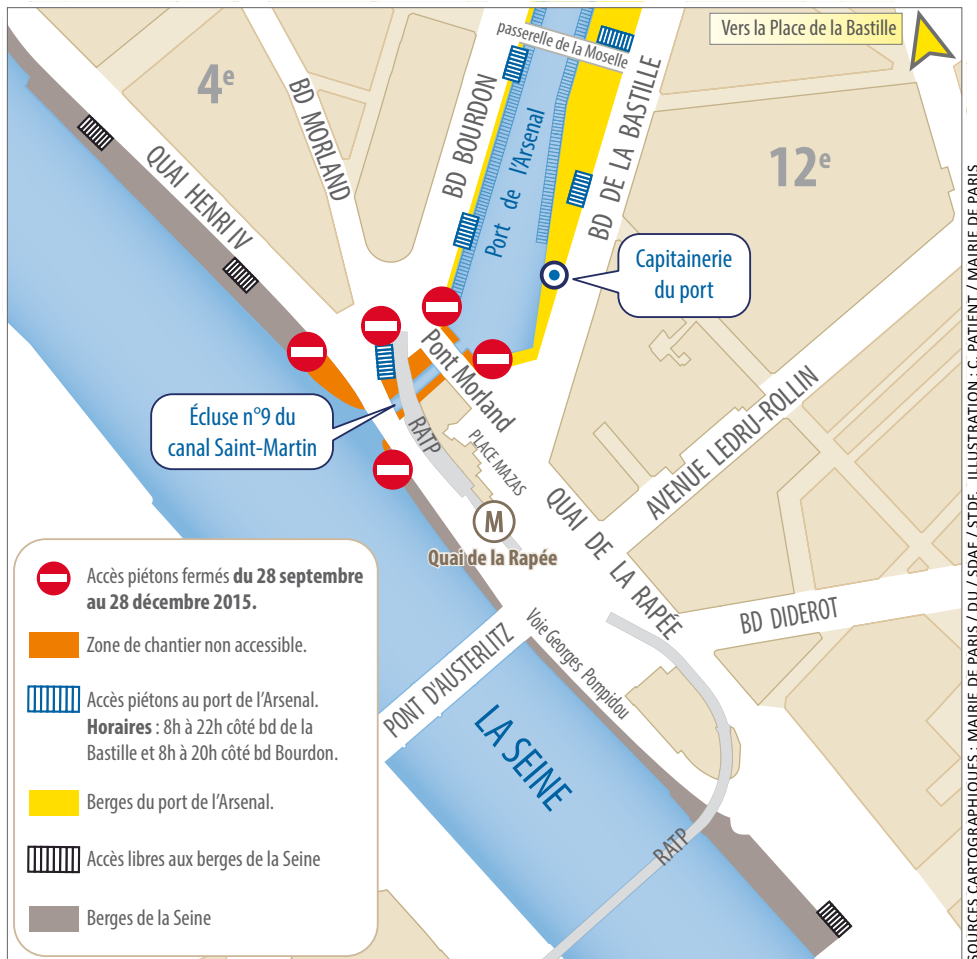 Vers la Place de la Bastille
passerelle de la Moselle
4e
BD MORLAND
BD BOURDON
Port de l'Arsenal
BD DE LA BASTILLE
12e
QUAI HENRI IV
Capitainerie
du port
Pont Morland
Écluse n°9 du
canal Saint-Martin
RATP
PLACE MAZAS
AVENUE LEDRU-ROLLIN
M
Quai de la Rapée
QUAI DE LA RAPÉE
BD DIDEROT
Voie Georges Pompidou
PONT D'AUSTERLITZ
LA SEINE
RATP
Accès piétons fermés du 28 septembre
au 28 décembre 2015.
Zone de chantier non accessible.
Accès piétons au port de l'Arsenal.
Horaires : 8h à 22h côté bd de la
Bastille et 8h à 20h côté bd Bourdon.
Berges du port de l'Arsenal.
Accès libres aux berges de la Seine
Berges de la Seine
SOURCES CARTOGRAPHIQUES : MAIRIE DE PARIS / DU / SDAF / STDF ILLUSTRATION : C. PATIENT / MAIRIE DE PARIS